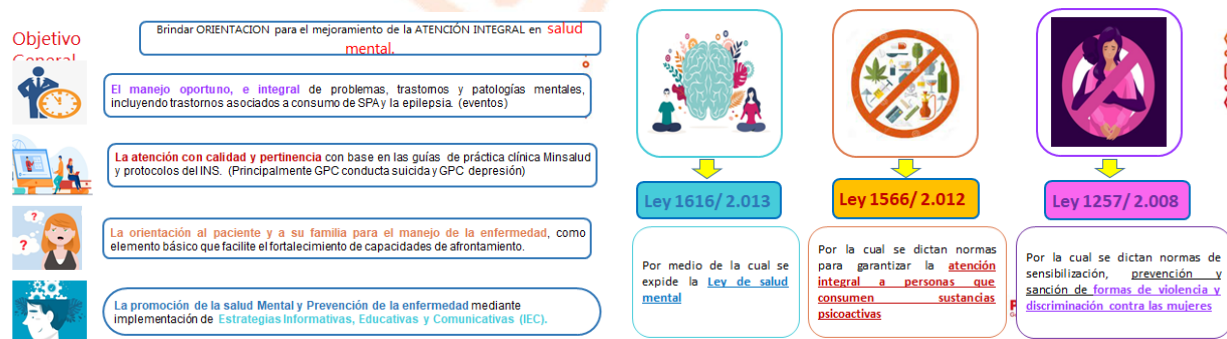 Objetivo
General
Brindar ORIENTACION para el mejoramiento de la ATENCIÓN INTEGRAL en salud
mental.
El manejo oportuno, e integral de problemas, trastornos y patologías mentales,
incluyendo trastornos asociados a consumo de SPA y la epilepsia. (eventos)
La atención con calidad y pertinencia con base en las guías de práctica clínica Minsalud
y protocolos del INS. (Principalmente GPC conducta suicida y GPC depresión)
? ?
?
La orientación al paciente y a su familia para el manejo de la enfermedad, como
elemento básico que facilite el fortalecimiento de capacidades de afrontamiento.
La promoción de la salud Mental y Prevención de la enfermedad mediante
implementación de Estrategias Informativas, Educativas y Comunicativas (IEC).
Ley 1616/ 2.013
Por medio de la cual se
expide la Ley de salud
mental
Ley 1566/ 2.012
Por la cual se dictan normas
para garantizar la atención
integral a personas que
consumen sustancias
psicoactivas
Ley 1257/ 2.008
Por la cual se dictan normas de
sensibilización, prevención y
sanción de formas de violencia y
discriminación contra las mujeres